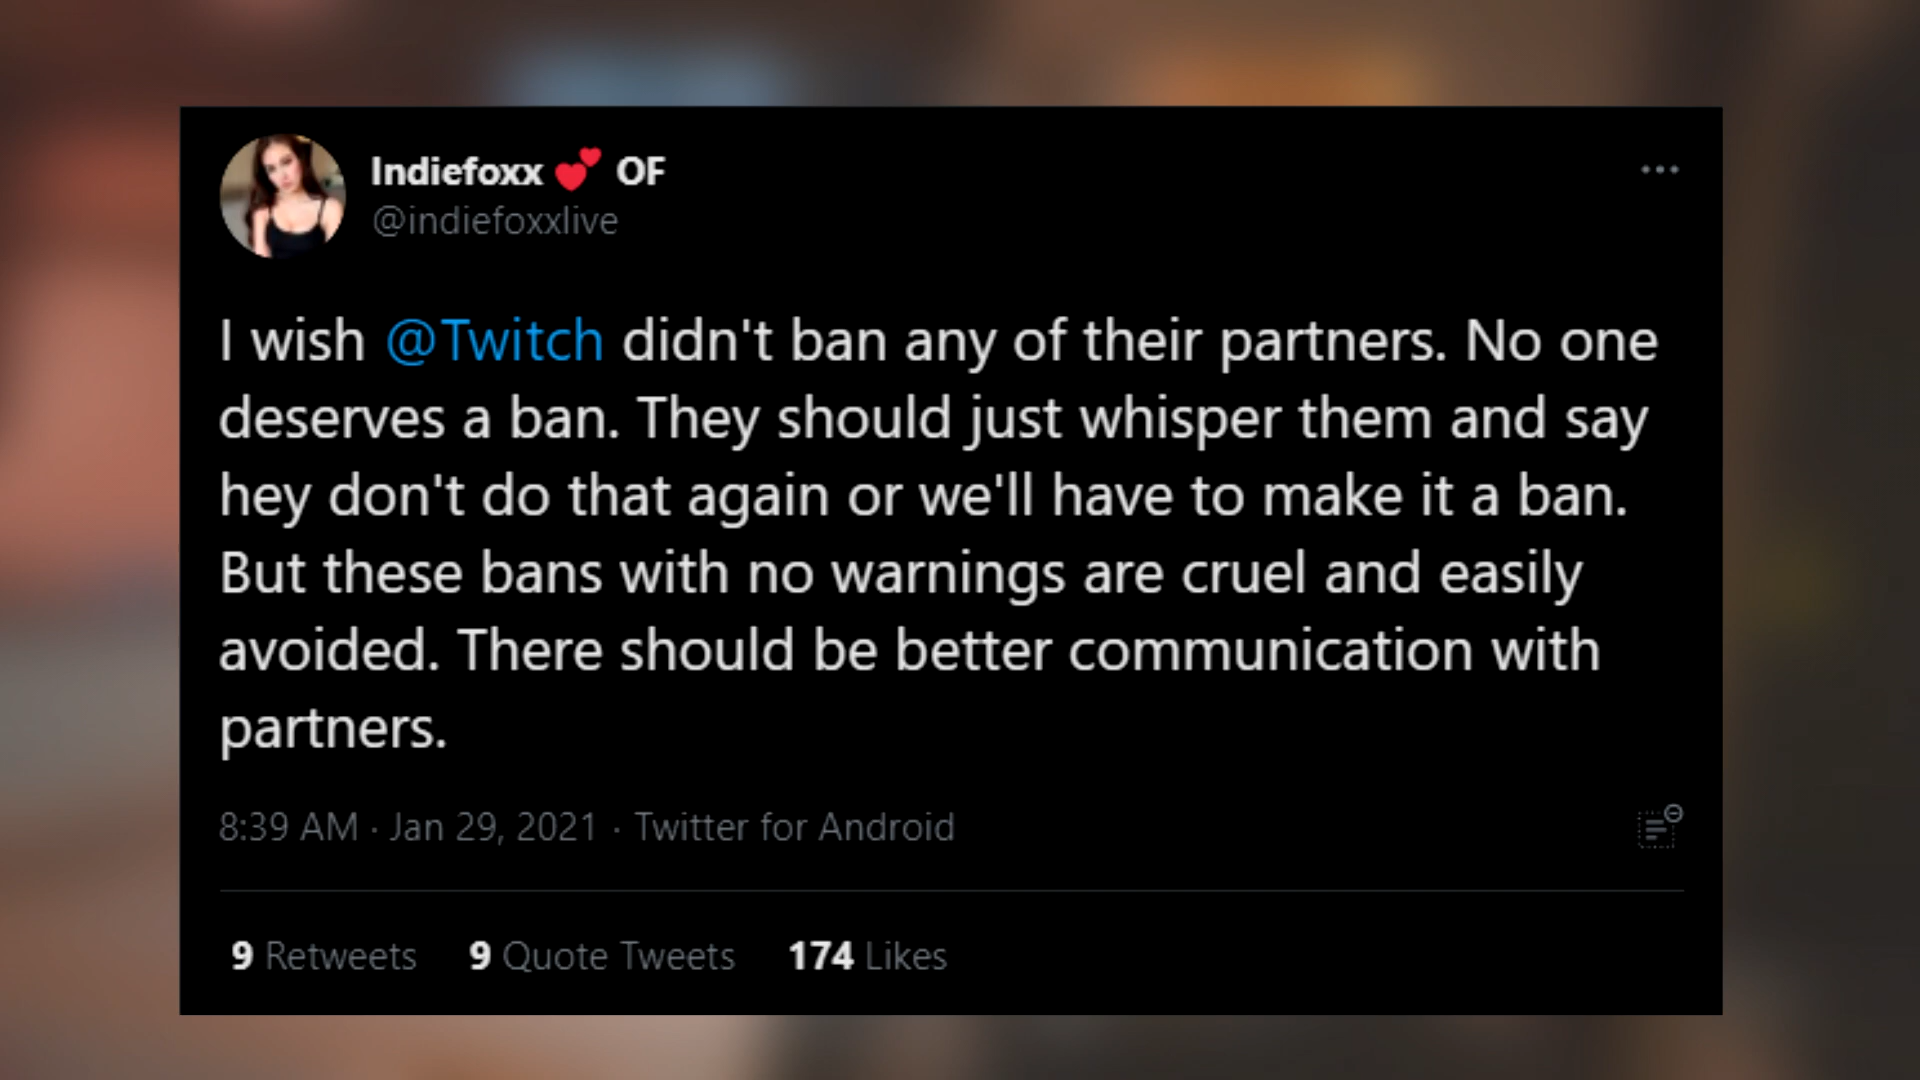 Indiefoxx 💕 OF
@indiefoxxlive
I wish @Twitch didn't ban any of their partners. No one
deserves a ban. They should just whisper them and say
hey don't do that again or we'll have to make it a ban.
But these bans with no warnings are cruel and easily
avoided. There should be better communication with
partners.
8:39 AM · Jan 29, 2021 · Twitter for Android
9 Retweets 9 Quote Tweets 174 Likes